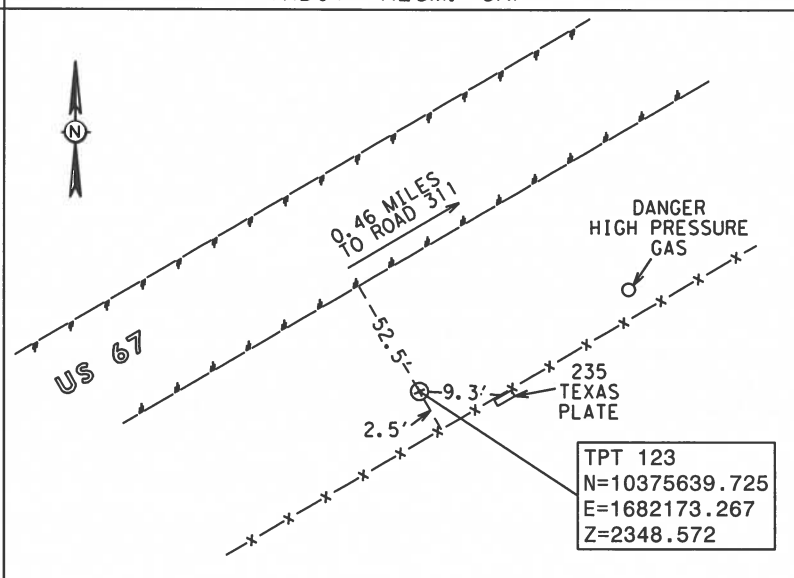 N
0.46 MILES
TO ROAD 311
DANGER
HIGH PRESSURE
GAS
US 67
52.5'
9.3'
235
TEXAS
PLATE
2.5'
TPT 123
N=10375639.725
E=1682173.267
Z=2348.572